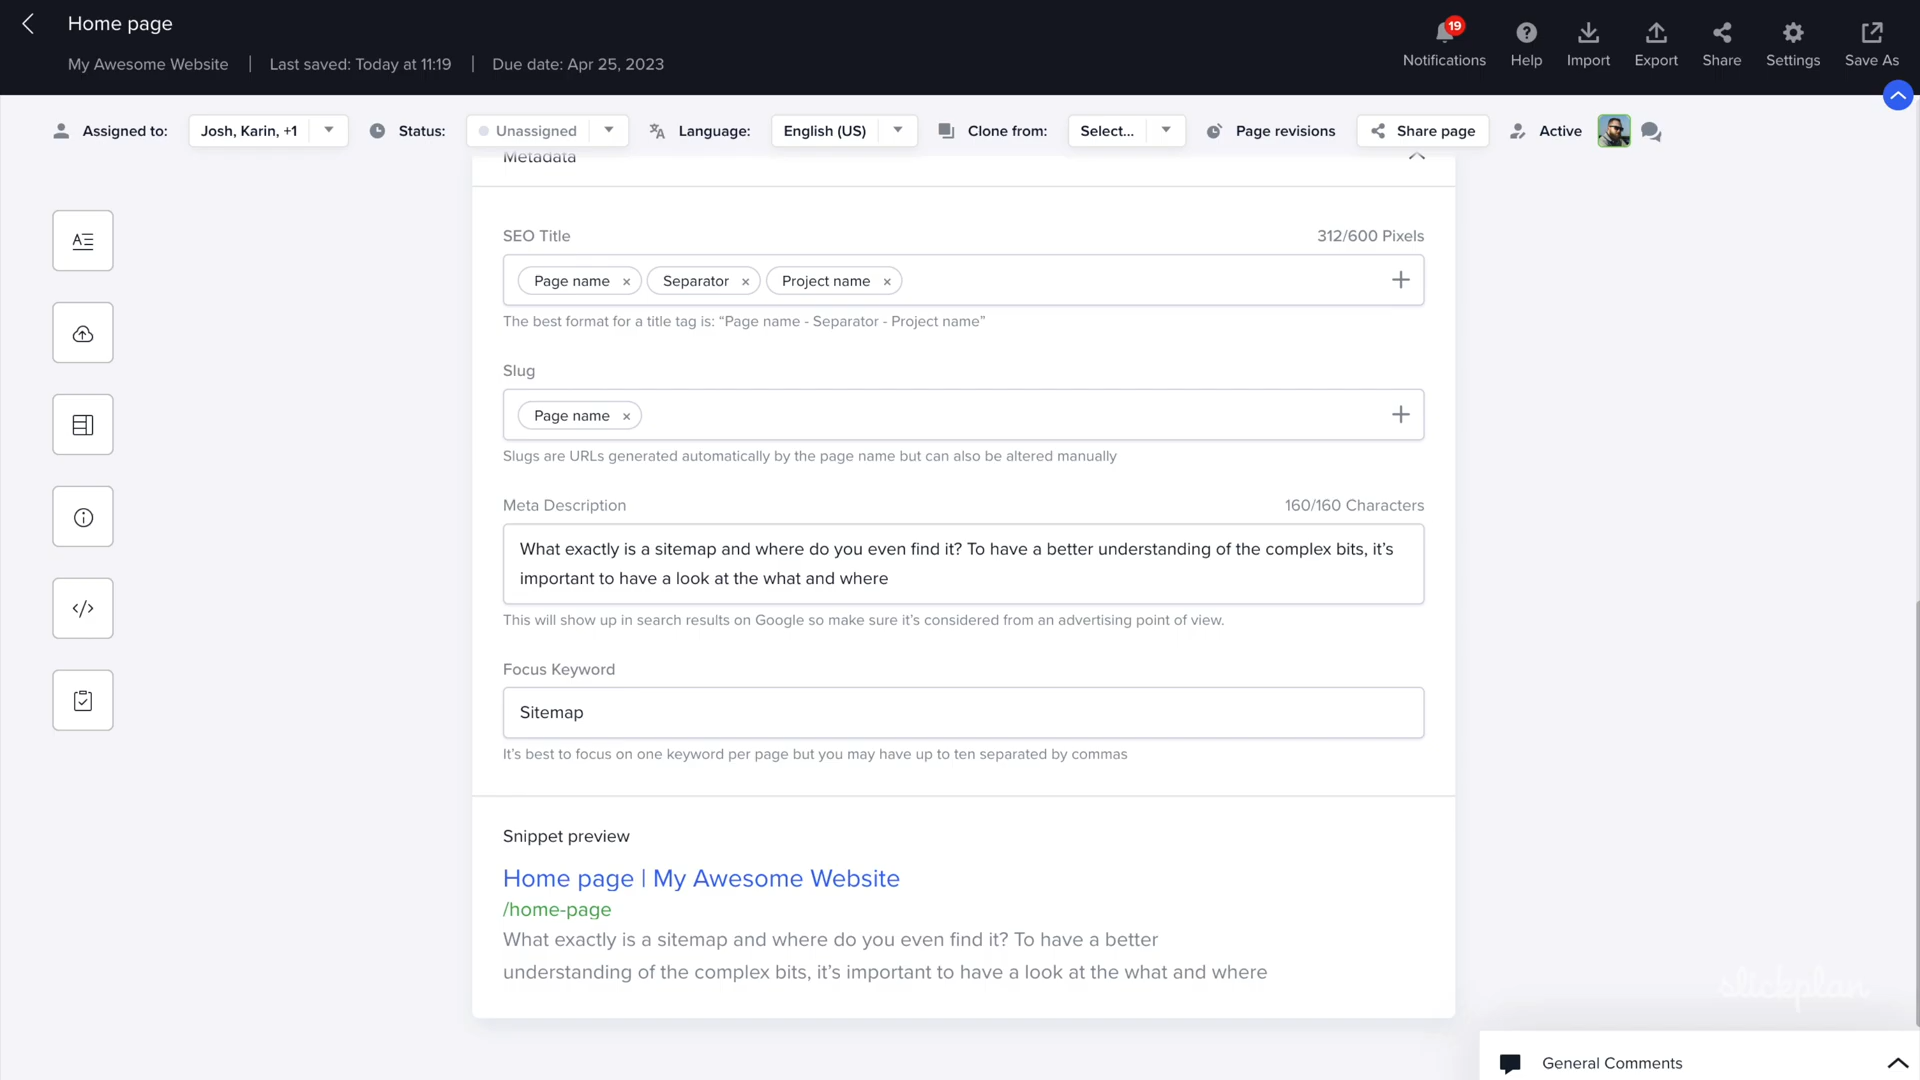 Home page
My Awesome Website | Last saved: Today at 11:19 | Due date: Apr 25, 2023
19
Notifications Help Import Export Share Settings Save As
Assigned to: Josh, Karin, +1 Status: Unassigned Language: English (US) Clone from: Select... Page revisions Share page Active
Metadata
SEO Title 312/600 Pixels
Page name × Separator × Project name ×
The best format for a title tag is: “Page name - Separator - Project name”
Slug
Page name ×
Slugs are URLs generated automatically by the page name but can also be altered manually
Meta Description 160/160 Characters
What exactly is a sitemap and where do you even find it? To have a better understanding of the complex bits, it’s
important to have a look at the what and where
This will show up in search results on Google so make sure it’s considered from an advertising point of view.
Focus Keyword
Sitemap
It’s best to focus on one keyword per page but you may have up to ten separated by commas
Snippet preview
Home page | My Awesome Website
/home-page
What exactly is a sitemap and where do you even find it? To have a better
understanding of the complex bits, it’s important to have a look at the what and where
slickplan
General Comments